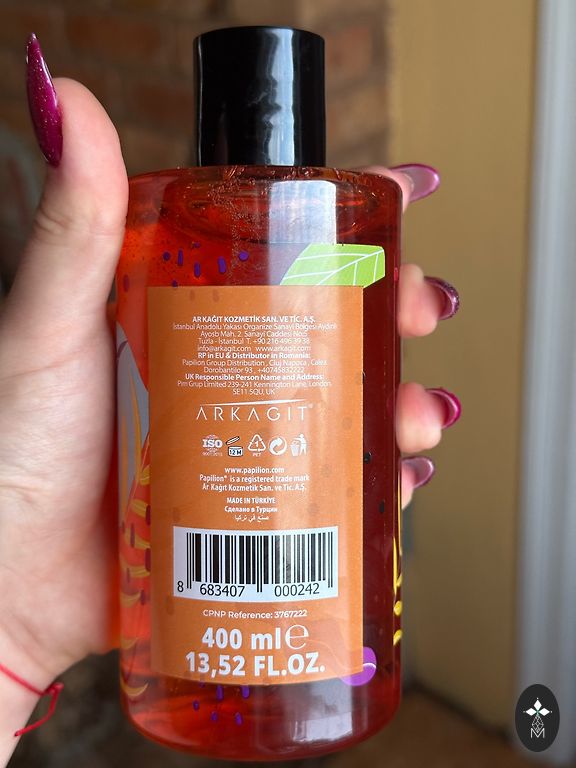 AR KAĞIT KOZMETİK SAN. VE TİC. A.Ş.
İstanbul Anadolu Yakası Organize Sanayi Bölgesi Aydınlı
Ayosb Mah. 2. Sanayi Caddesi No:5
Tuzla - İstanbul T. +90 216 496 39 38
info@arkagit.com www.arkagit.com
RP in EU & Distributor in Romania:
Papilion Group Distribution , Cluj Napoca , Calea
Dorobantilor 93 , +40745832222
UK Responsible Person Name and Address:
Pim Grup Limited 239-241 Kennington Lane, London,
SE11 5QU, UK
ARKAGIT
ISO
9001:2015
12 M
PET
www.papilion.com
Papilion® is a registered trade mark
Ar Kağıt Kozmetik San. ve Tic. A.Ş.
MADE IN TÜRKİYE
Сделано в Турции
صنع في تركيا
8 683407 000242
CPNP Reference: 3767222
400 ml e
13,52 FL.OZ.